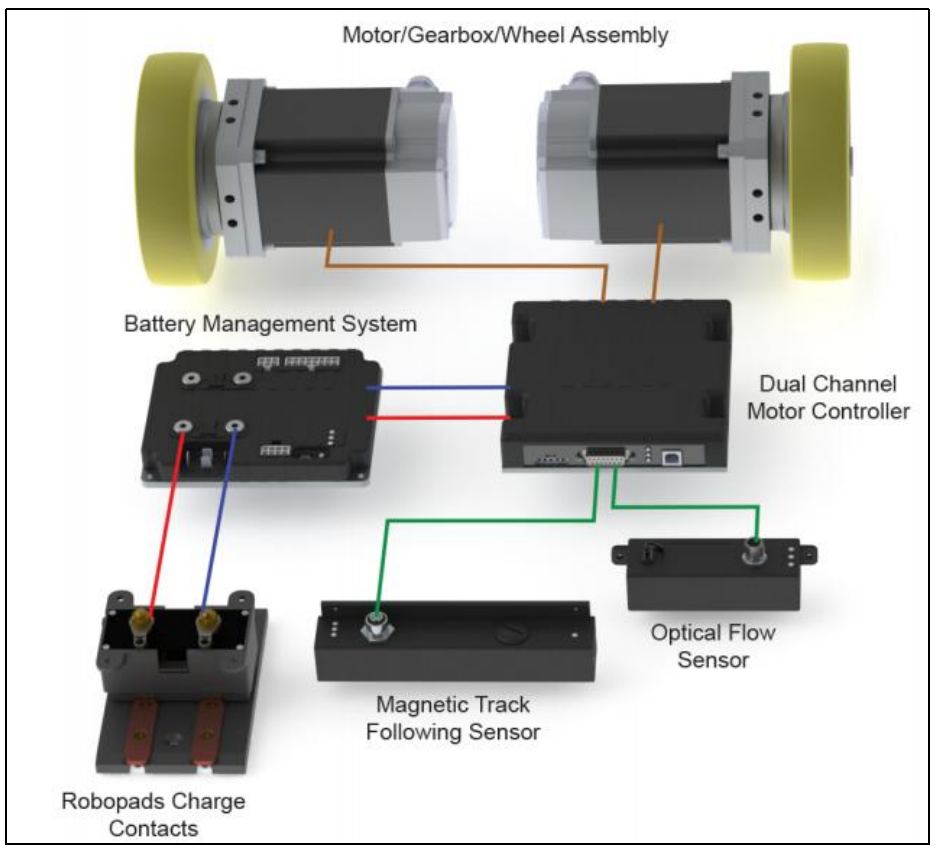 Motor/Gearbox/Wheel Assembly
Battery Management System
Dual Channel
Motor Controller
Optical Flow
Sensor
Magnetic Track
Following Sensor
Robopads Charge
Contacts